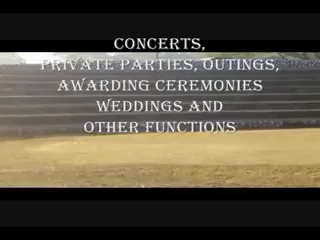 CONCERTS,
PRIVATE PARTIES, OUTINGS,
AWARDING CEREMONIES
WEDDINGS AND
OTHER FUNCTIONS